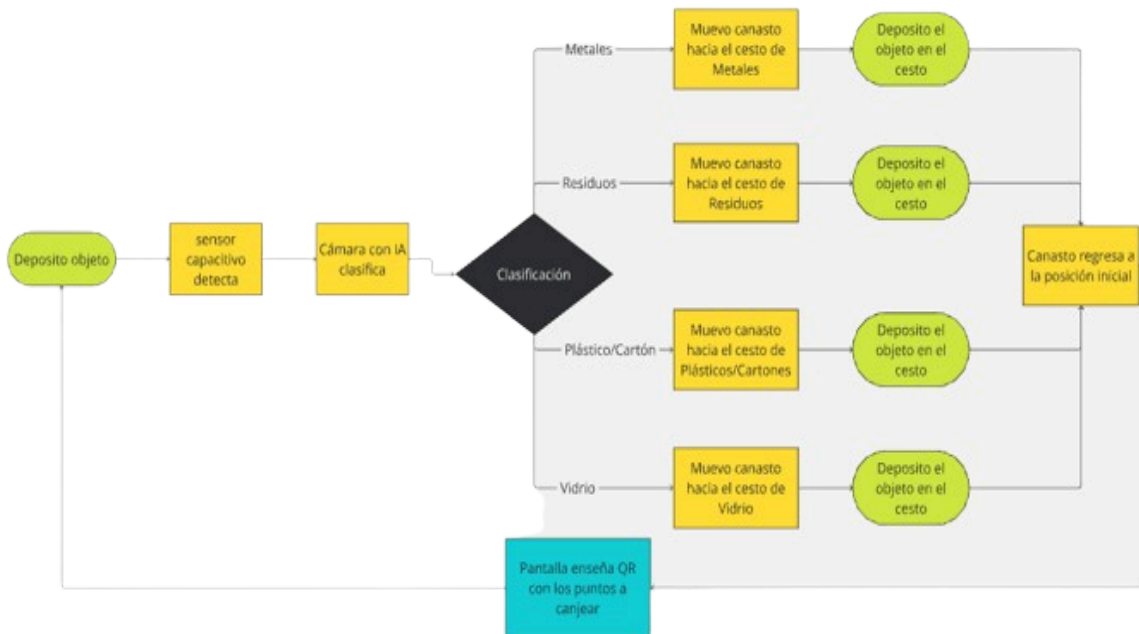 Deposito objeto
sensor
capacitivo
detecta
Cámara con IA
clasifica
Clasificación
Metales
Muevo canasto
hacia el cesto de
Metales
Deposito el
objeto en el
cesto
Residuos
Muevo canasto
hacia el cesto de
Residuos
Deposito el
objeto en el
cesto
Plástico/Cartón
Muevo canasto
hacia el cesto de
Plásticos/Cartones
Deposito el
objeto en el
cesto
Vidrio
Muevo canasto
hacia el cesto de
Vidrio
Deposito el
objeto en el
cesto
Canasto regresa a
la posición inicial
Pantalla enseña QR
con los puntos a
canjear